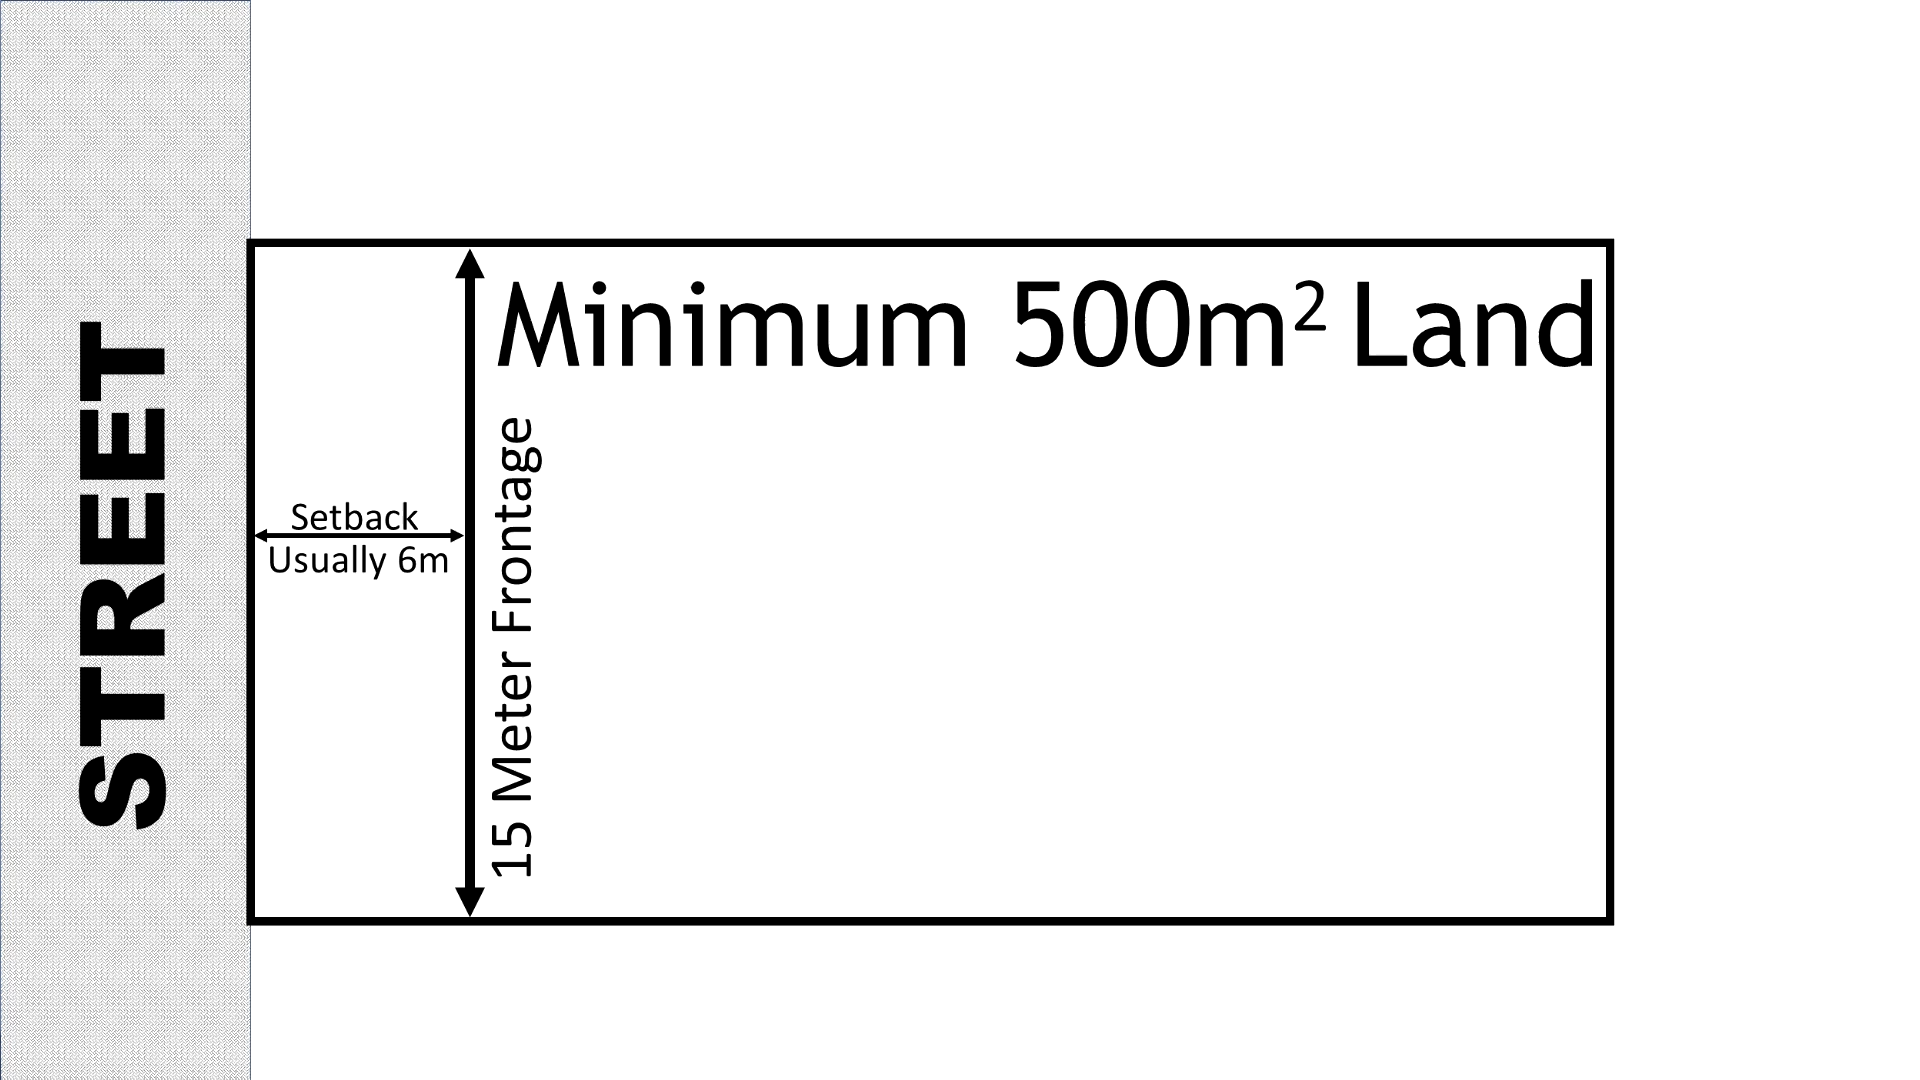 STREET
Setback
Usually 6m
15 Meter Frontage
Minimum 500m² Land